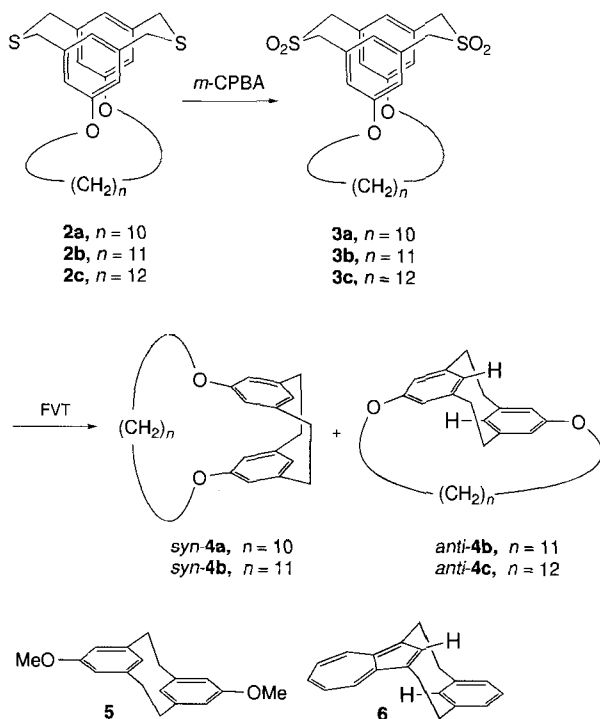 S S O O (CH2)n
m-CPBA
SO2 SO2 O O (CH2)n
2a, n = 10
2b, n = 11
2c, n = 12
3a, n = 10
3b, n = 11
3c, n = 12
FVT
O (CH2)n O
+
H H O O (CH2)n
syn-4a, n = 10
syn-4b, n = 11
anti-4b, n = 11
anti-4c, n = 12
MeO OMe
5
H H
6